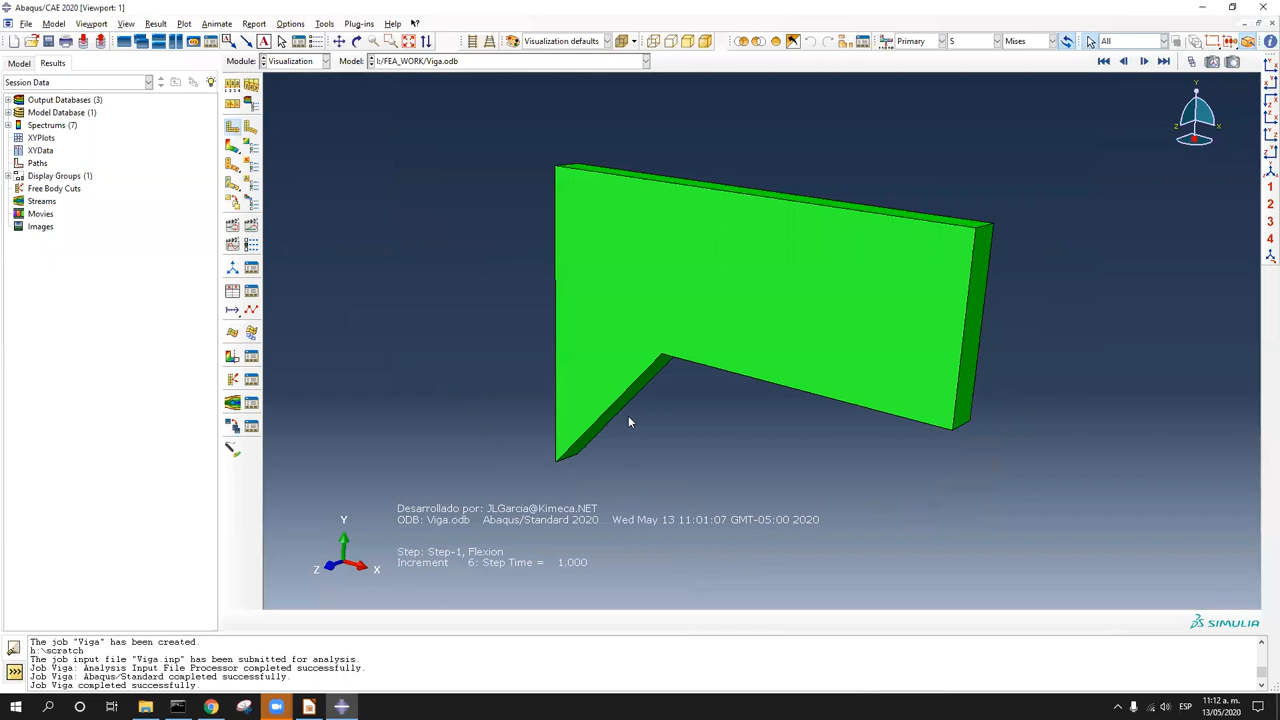 Abaqus/CAE 2020 [Viewport: 1]
File Model Viewport View Result Plot Animate Report Options Tools Plug-ins Help
Visualization defaults Primary S Mises All
Model Results Module: Visualization Model: I:/FEA_WORK/Viga.odb
Session Data
Output Databases (3)
Model Database (1)
Spectrums (7)
XYPlots
XYData
Paths
Display Groups (1)
Free Body Cuts
Streams
Movies
Images
Y
Z X
1
2
3
4
Desarrollado por: JLGarcia@Kimeca.NET
ODB: Viga.odb Abaqus/Standard 2020 Wed May 13 11:01:07 GMT-05:00 2020
Step: Step-1, Flexion
Increment 6: Step Time = 1.000
Y
Z X
SIMULIA
The job "Viga" has been created.
h:\scratch
The job input file "Viga.inp" has been submitted for analysis.
Job Viga: Analysis Input File Processor completed successfully.
Job Viga: Abaqus/Standard completed successfully.
Job Viga completed successfully.
ESP
11:12 a. m.
13/05/2020